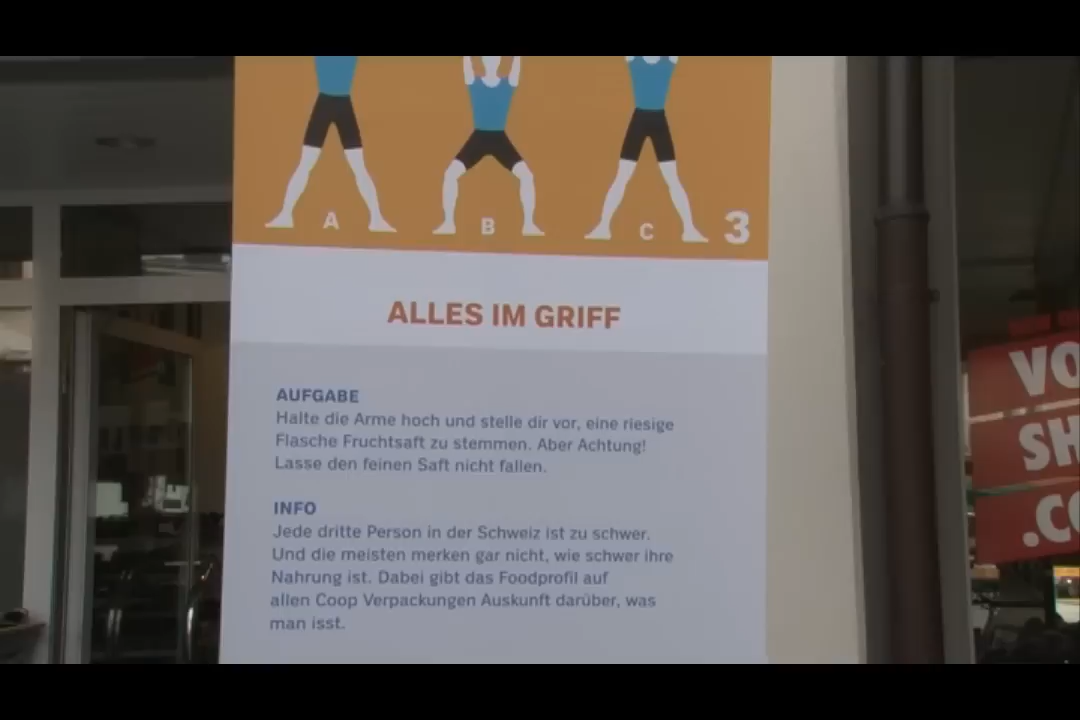 A B C 3
ALLES IM GRIFF
AUFGABE
Halte die Arme hoch und stelle dir vor, eine riesige
Flasche Fruchtsaft zu stemmen. Aber Achtung!
Lasse den feinen Saft nicht fallen.
INFO
Jede dritte Person in der Schweiz ist zu schwer.
Und die meisten merken gar nicht, wie schwer ihre
Nahrung ist. Dabei gibt das Foodprofil auf
allen Coop Verpackungen Auskunft darüber, was
man isst.
VO
SH
.CO